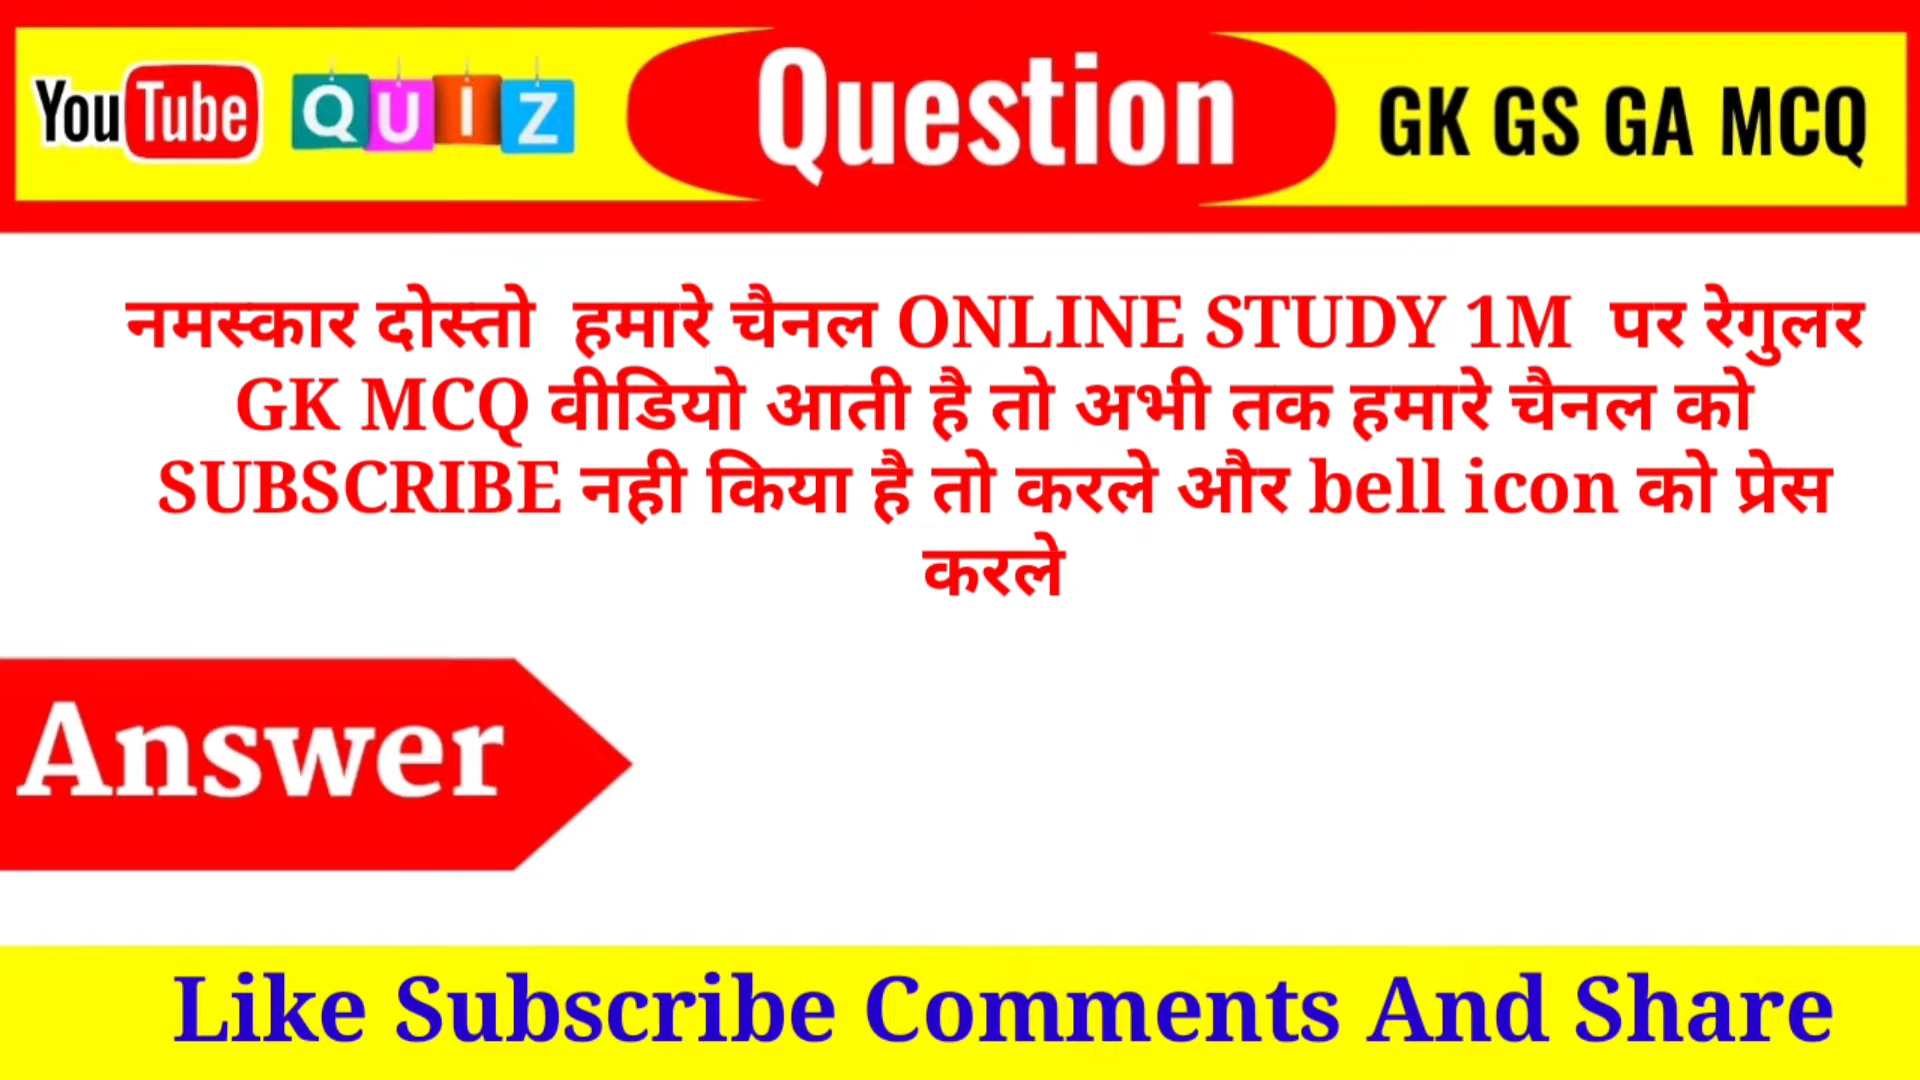 YouTube QUIZ Question GK GS GA MCQ
नमस्कार दोस्तो हमारे चैनल ONLINE STUDY 1M पर रेगुलर
GK MCQ वीडियो आती है तो अभी तक हमारे चैनल को
SUBSCRIBE नही किया है तो करले और bell icon को प्रेस
करले
Answer
Like Subscribe Comments And Share